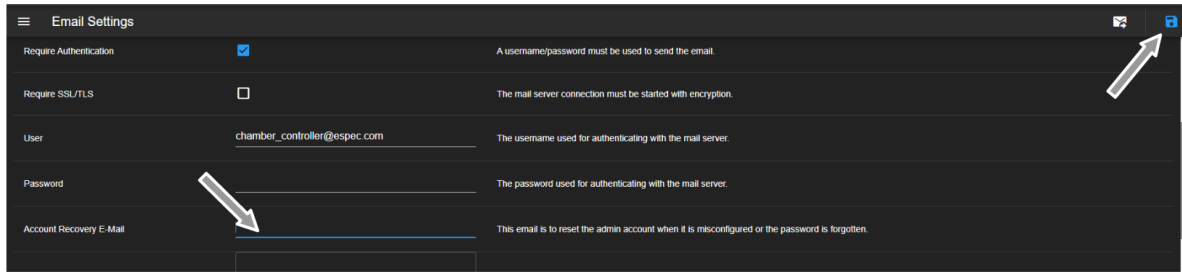 Email Settings
Require Authentication A username/password must be used to send the email.
Require SSL/TLS The mail server connection must be started with encryption.
User chamber_controller@espec.com The username used for authenticating with the mail server.
Password The password used for authenticating with the mail server.
Account Recovery E-Mail This email is to reset the admin account when it is misconfigured or the password is forgotten.